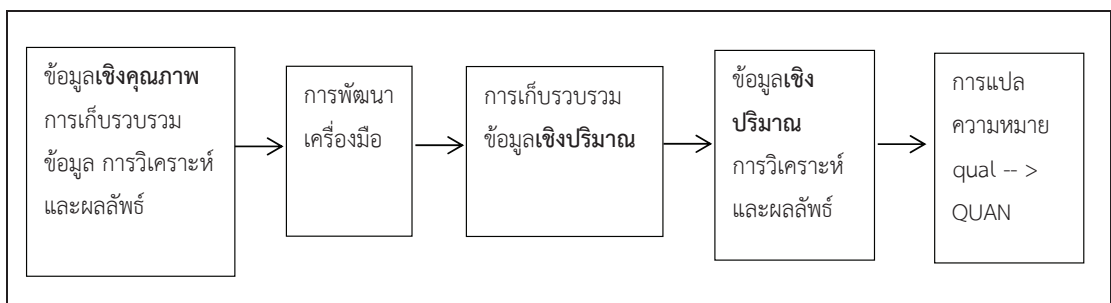 ข้อมูลเชิงคุณภาพ
การเก็บรวบรวม
ข้อมูล การวิเคราะห์
และผลลัพธ์
การพัฒนา
เครื่องมือ
การเก็บรวบรวม
ข้อมูลเชิงปริมาณ
ข้อมูลเชิง
ปริมาณ
การวิเคราะห์
และผลลัพธ์
การแปล
ความหมาย
qual -- >
QUAN